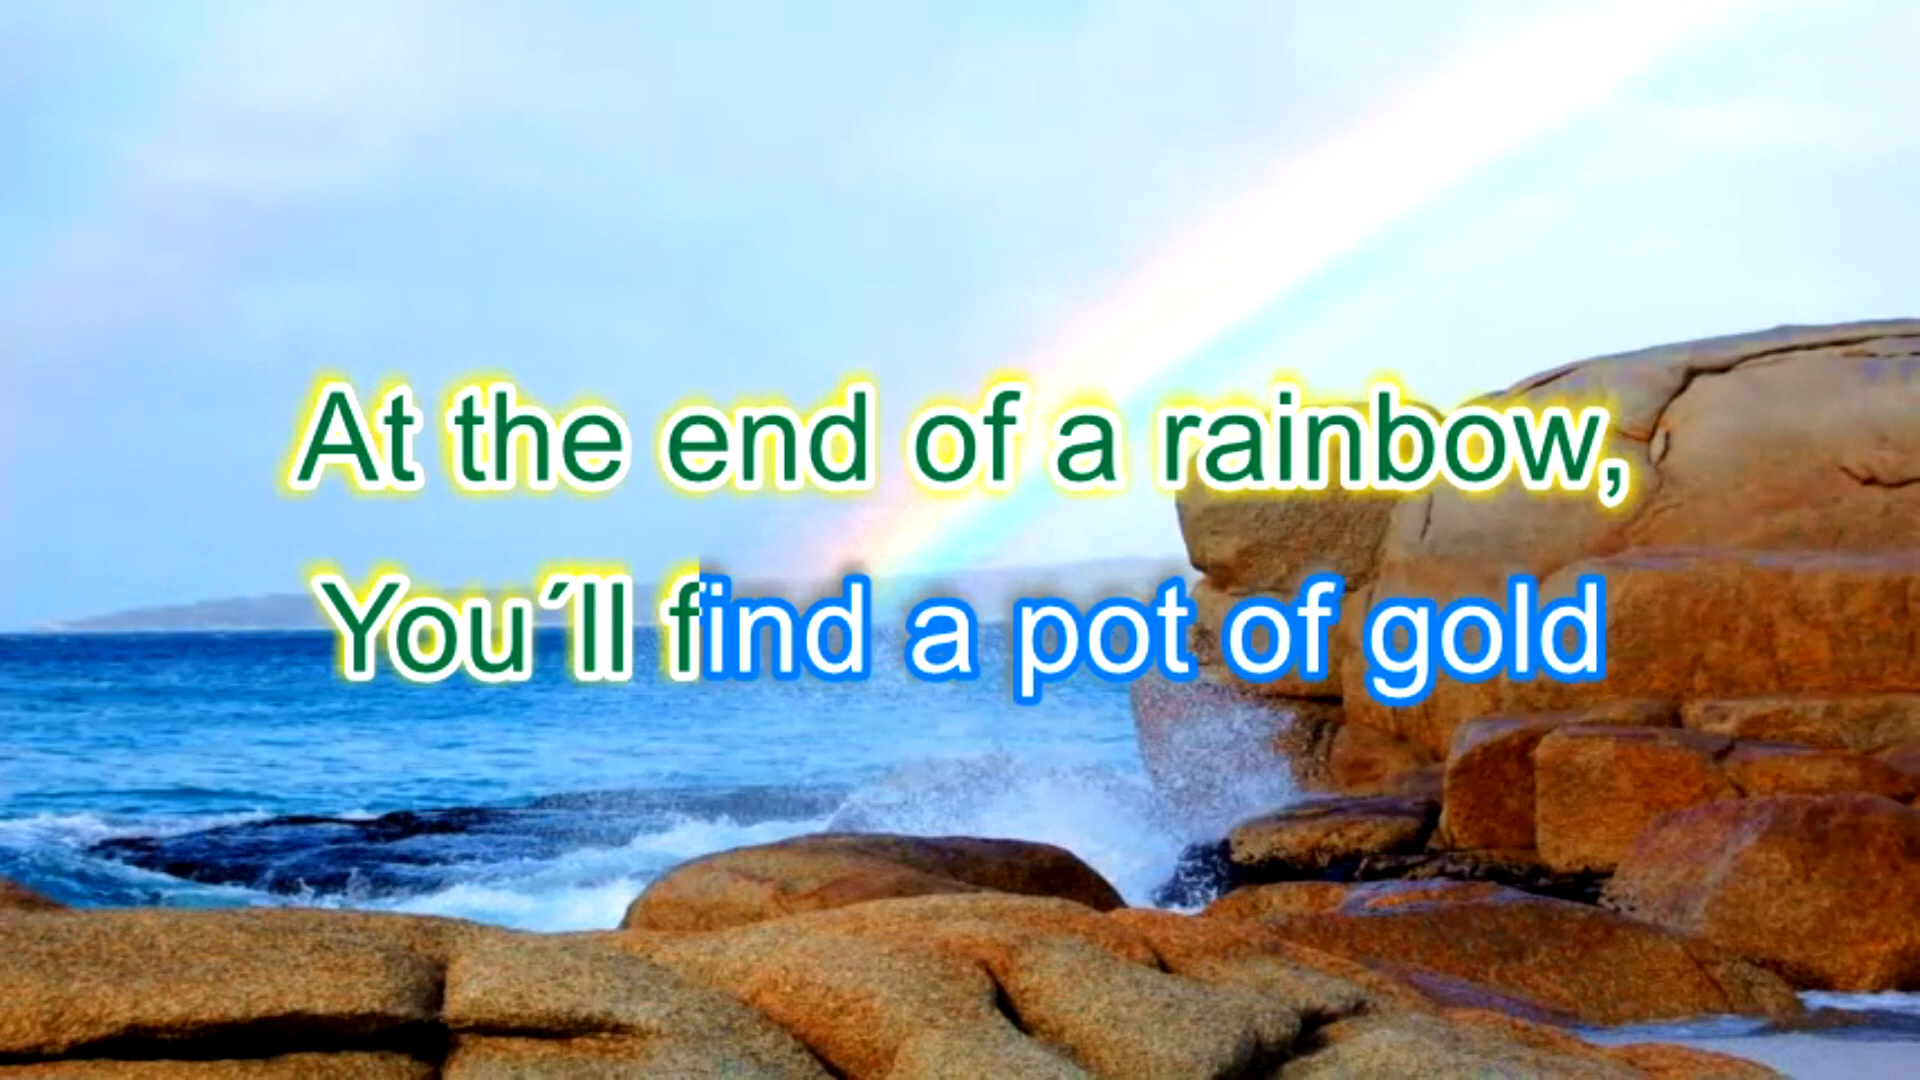 At the end of a rainbow,
You´ll find a pot of gold